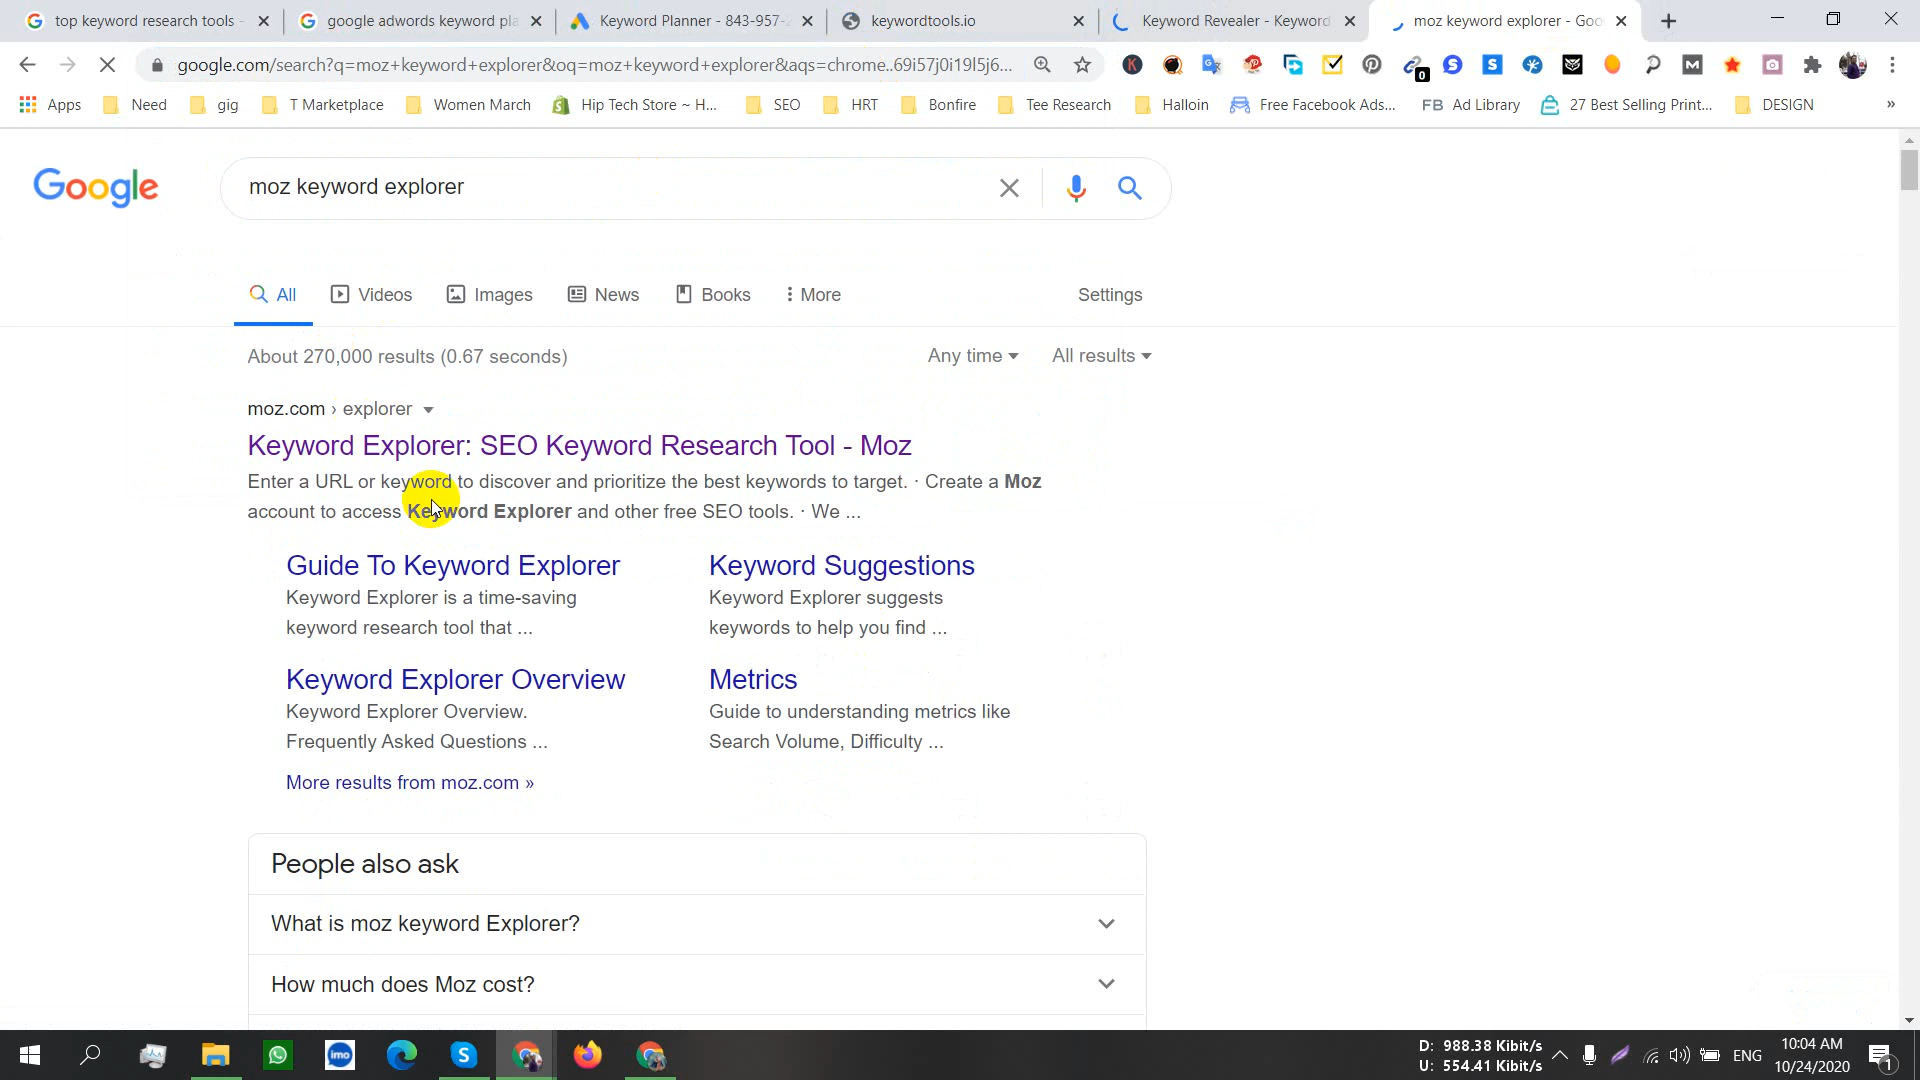 top keyword research tools -
google adwords keyword pla
Keyword Planner - 843-957-2
keywordtools.io
Keyword Revealer - Keyword
moz keyword explorer - Goo
google.com/search?q=moz+keyword+explorer&oq=moz+keyword+explorer&aqs=chrome..69i57j0i19l5j6...
0
Apps
Need
gig
T Marketplace
Women March
Hip Tech Store ~ H...
SEO
HRT
Bonfire
Tee Research
Halloin
Free Facebook Ads...
FB Ad Library
27 Best Selling Print...
DESIGN
»
Google
moz keyword explorer
All
Videos
Images
News
Books
More
Settings
About 270,000 results (0.67 seconds)
Any time
All results
moz.com › explorer
Keyword Explorer: SEO Keyword Research Tool - Moz
Enter a URL or keyword to discover and prioritize the best keywords to target. · Create a Moz
account to access Keyword Explorer and other free SEO tools. · We ...
Guide To Keyword Explorer
Keyword Explorer is a time-saving
keyword research tool that ...
Keyword Suggestions
Keyword Explorer suggests
keywords to help you find ...
Keyword Explorer Overview
Keyword Explorer Overview.
Frequently Asked Questions ...
Metrics
Guide to understanding metrics like
Search Volume, Difficulty ...
More results from moz.com »
People also ask
What is moz keyword Explorer?
How much does Moz cost?
imo
D: 988.38 Kibit/s
U: 554.41 Kibit/s
ENG
10:04 AM
10/24/2020
1